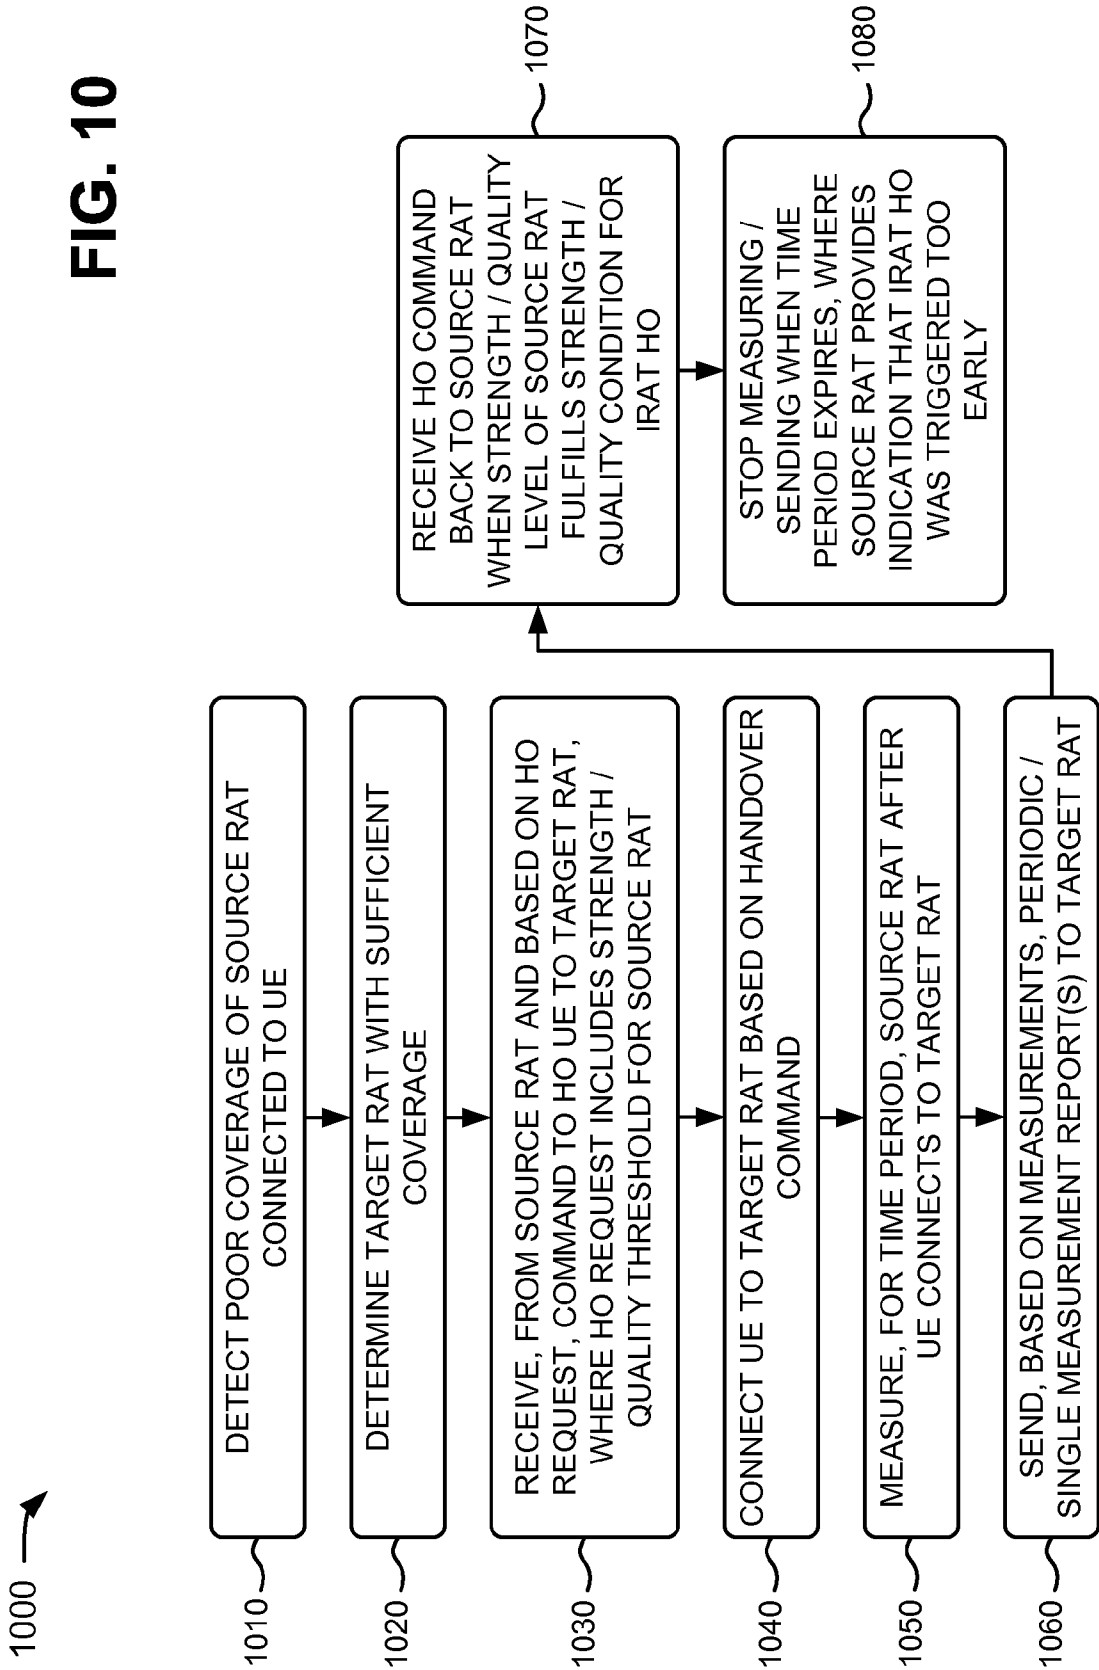 FIG. 10
1000
1010
DETECT POOR COVERAGE OF SOURCE RAT
CONNECTED TO UE
1020
DETERMINE TARGET RAT WITH SUFFICIENT
COVERAGE
1030
RECEIVE, FROM SOURCE RAT AND BASED ON HO
REQUEST, COMMAND TO HO UE TO TARGET RAT,
WHERE HO REQUEST INCLUDES STRENGTH /
QUALITY THRESHOLD FOR SOURCE RAT
1040
CONNECT UE TO TARGET RAT BASED ON HANDOVER
COMMAND
1050
MEASURE, FOR TIME PERIOD, SOURCE RAT AFTER
UE CONNECTS TO TARGET RAT
1060
SEND, BASED ON MEASUREMENTS, PERIODIC /
SINGLE MEASUREMENT REPORT(S) TO TARGET RAT
1070
RECEIVE HO COMMAND
BACK TO SOURCE RAT
WHEN STRENGTH / QUALITY
LEVEL OF SOURCE RAT
FULFILLS STRENGTH /
QUALITY CONDITION FOR
IRAT HO
1080
STOP MEASURING /
SENDING WHEN TIME
PERIOD EXPIRES, WHERE
SOURCE RAT PROVIDES
INDICATION THAT IRAT HO
WAS TRIGGERED TOO
EARLY